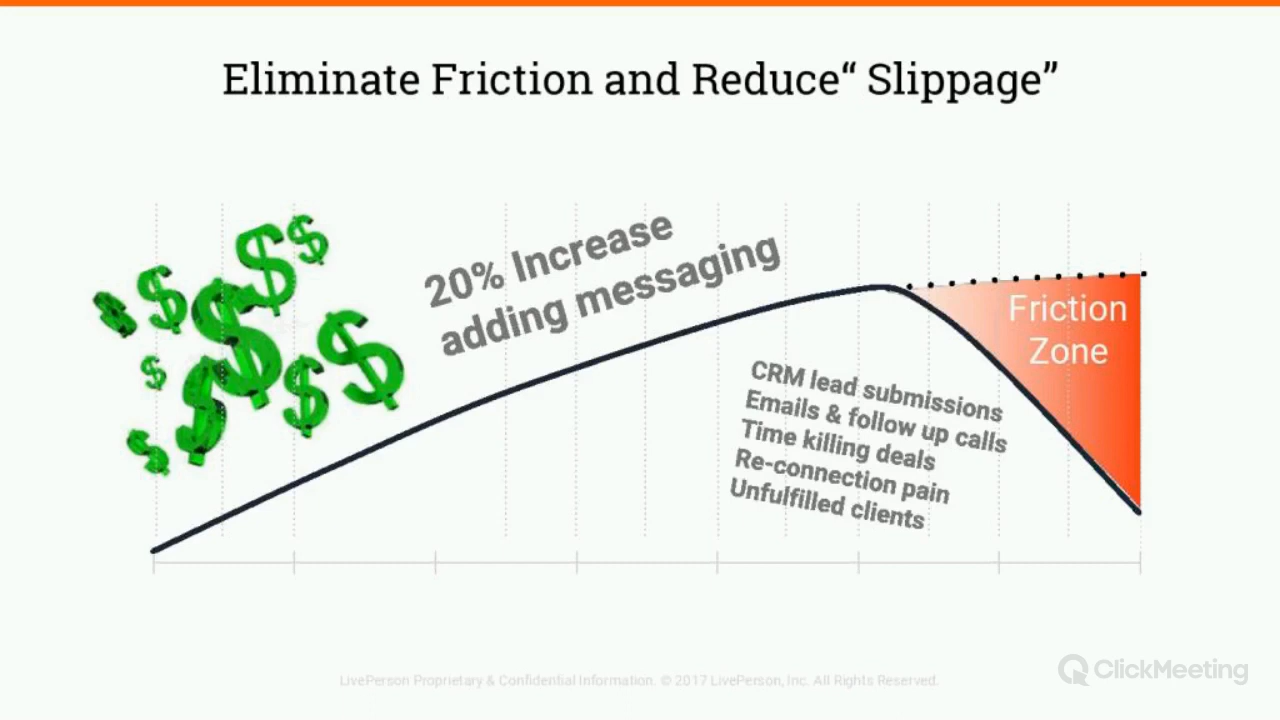 Eliminate Friction and Reduce“ Slippage”
20% Increase
adding messaging
Friction
Zone
CRM lead submissions
Emails & follow up calls
Time killing deals
Re-connection pain
Unfulfilled clients
LivePerson Proprietary & Confidential Information. © 2017 LivePerson, Inc. All Rights Reserved.
ClickMeeting